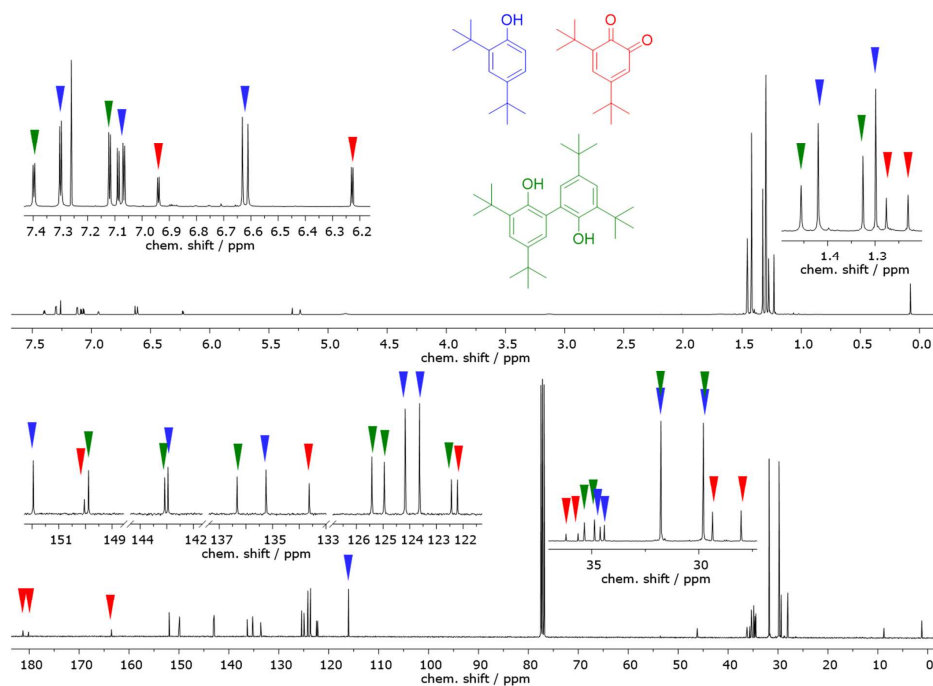 OH
O
O
OH
OH
7.4 7.3 7.2 7.1 7.0 6.9 6.8 6.7 6.6 6.5 6.4 6.3 6.2
chem. shift / ppm
1.4 1.3
chem. shift / ppm
7.5 7.0 6.5 6.0 5.5 5.0 4.5 4.0 3.5 3.0 2.5 2.0 1.5 1.0 0.5 0.0
chem. shift / ppm
151 149 144 142 137 135 133 126 125 124 123 122
chem. shift / ppm
35 30
chem. shift / ppm
180 170 160 150 140 130 120 110 100 90 80 70 60 50 40 30 20 10 0
chem. shift / ppm